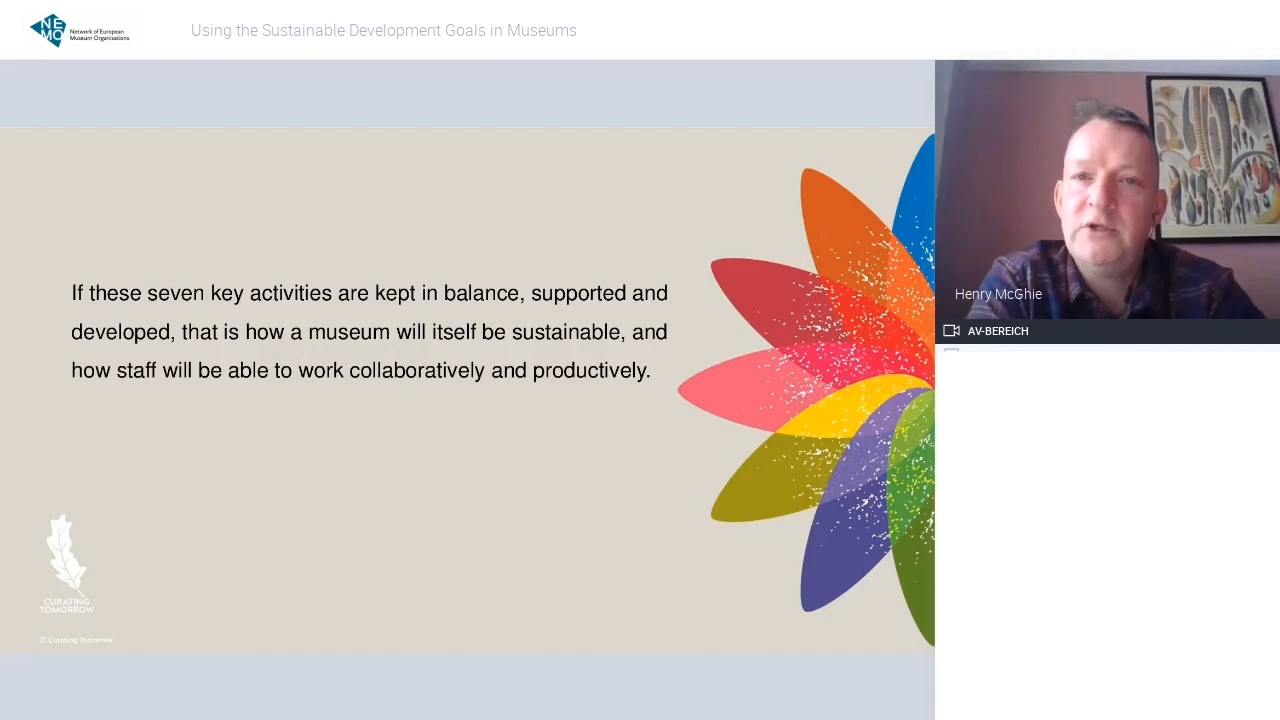 NE
MO
Network of European
Museum Organisations
Using the Sustainable Development Goals in Museums
If these seven key activities are kept in balance, supported and
developed, that is how a museum will itself be sustainable, and
how staff will be able to work collaboratively and productively.
CURATING
TOMORROW
© Curating Tomorrow
Henry McGhie
AV-BEREICH